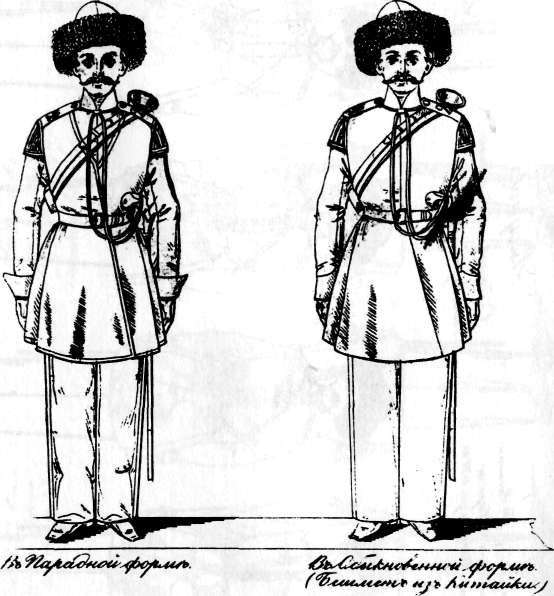 Въ Парадной формѣ.
Въ Обыкновенной формѣ.
(Бешметъ изъ Китайки.)